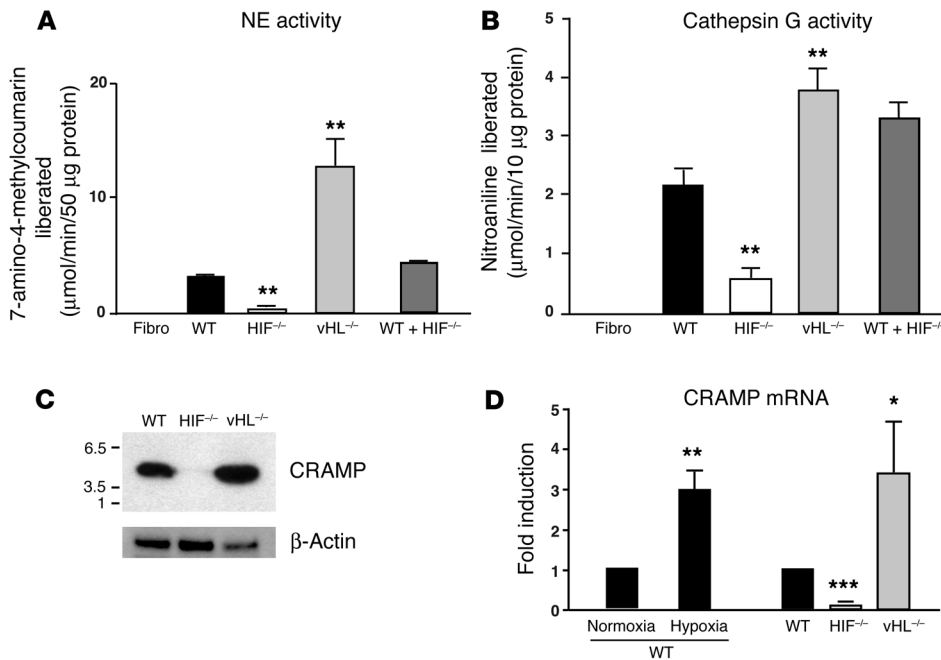 A
NE activity
7-amino-4-methylcoumarin
liberated
(µmol/min/50 µg protein)
20
10
0
Fibro WT HIF⁻/⁻ vHL⁻/⁻ WT + HIF⁻/⁻
**
**
B
Cathepsin G activity
Nitroaniline liberated
(µmol/min/10 µg protein)
5
4
3
2
1
0
Fibro WT HIF⁻/⁻ vHL⁻/⁻ WT + HIF⁻/⁻
**
**
C
WT HIF⁻/⁻ vHL⁻/⁻
6.5
3.5
1
CRAMP
β-Actin
D
CRAMP mRNA
Fold induction
5
4
3
2
1
0
**
***
*
Normoxia Hypoxia WT HIF⁻/⁻ vHL⁻/⁻
WT